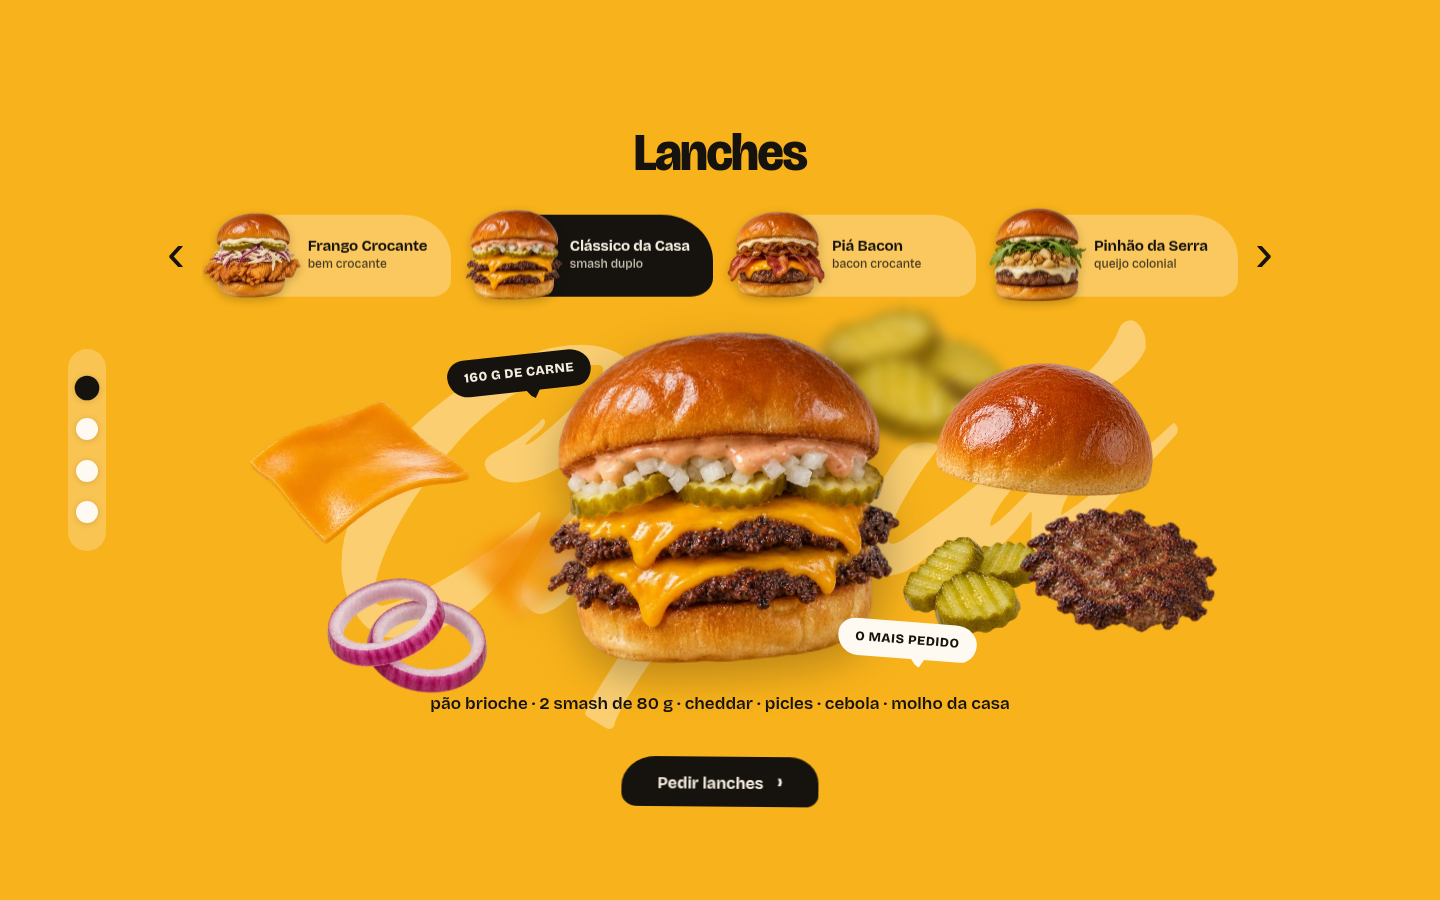 Lanches
Frango Crocante
bem crocante
Clássico da Casa
smash duplo
Piá Bacon
bacon crocante
Pinhão da Serra
queijo colonial
160 G DE CARNE
O MAIS PEDIDO
pão brioche · 2 smash de 80 g · cheddar · picles · cebola · molho da casa
Pedir lanches